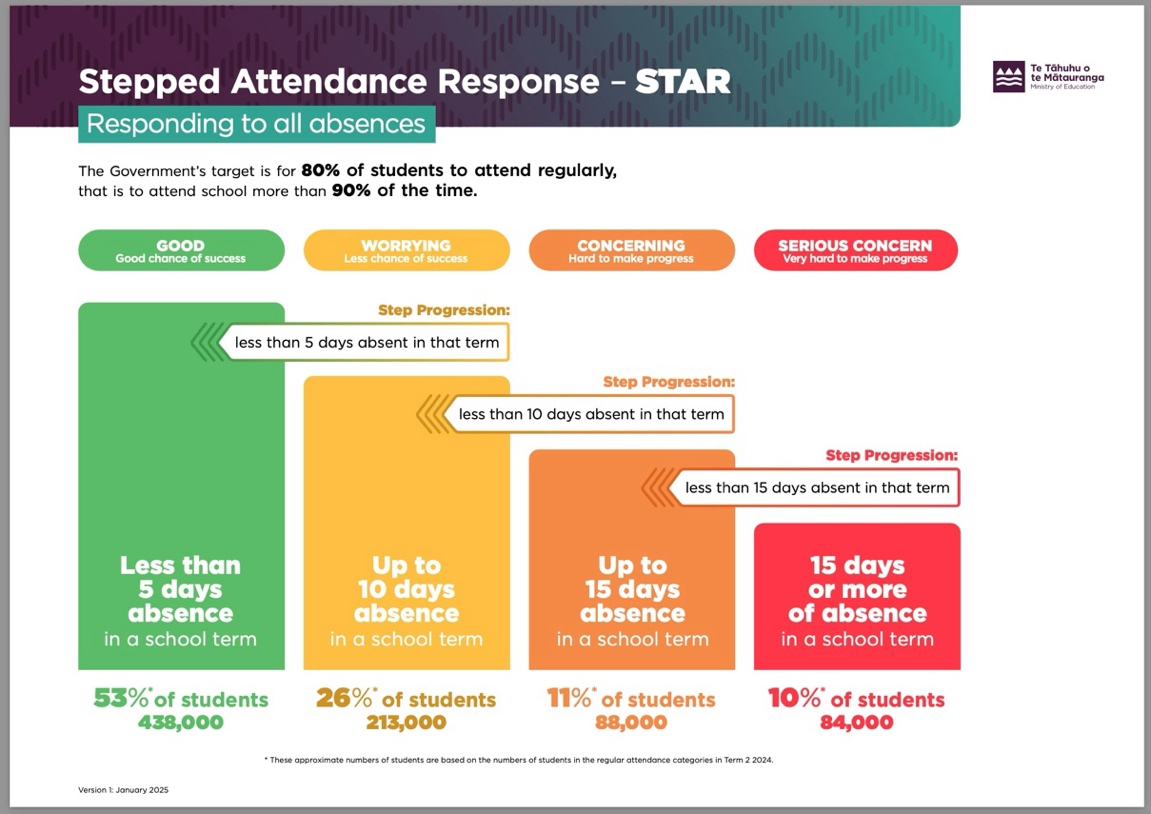 Stepped Attendance Response – STAR
Responding to all absences
Te Tāhuhu o
te Mātauranga
Ministry of Education
The Government's target is for 80% of students to attend regularly,
that is to attend school more than 90% of the time.
GOOD
Good chance of success
WORRYING
Less chance of success
CONCERNING
Hard to make progress
SERIOUS CONCERN
Very hard to make progress
Step Progression:
less than 5 days absent in that term
Step Progression:
less than 10 days absent in that term
Step Progression:
less than 15 days absent in that term
Less than
5 days
absence
in a school term
Up to
10 days
absence
in a school term
Up to
15 days
absence
in a school term
15 days
or more
of absence
in a school term
53%* of students
438,000
26%* of students
213,000
11%* of students
88,000
10%* of students
84,000
* These approximate numbers of students are based on the numbers of students in the regular attendance categories in Term 2 2024.
Version 1: January 2025